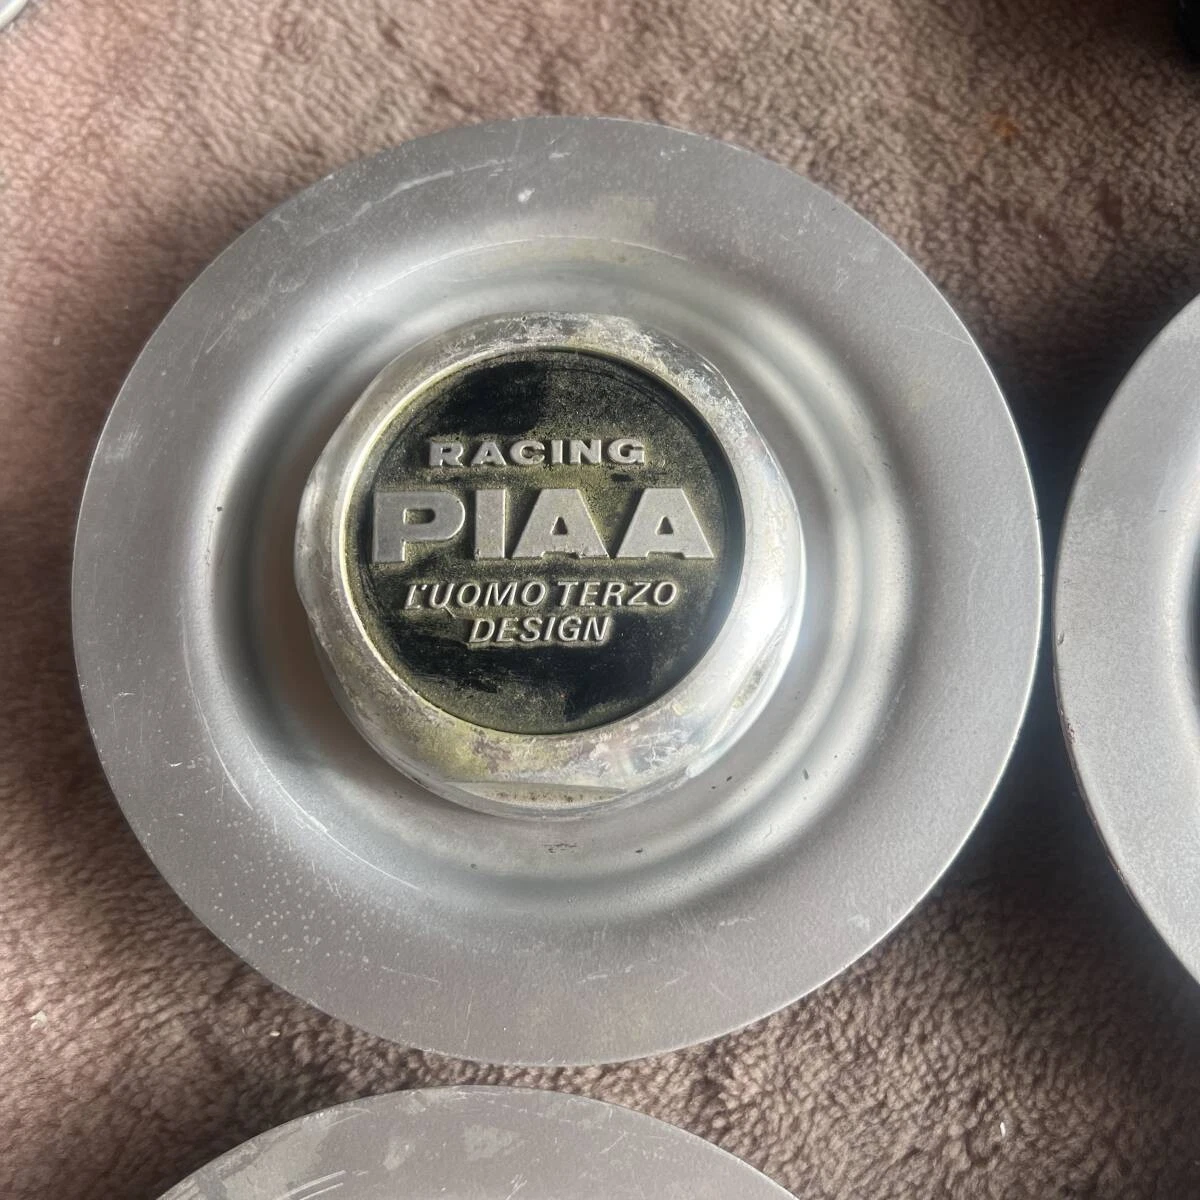 RACING
PIAA
L'UOMO TERZO
DESIGN